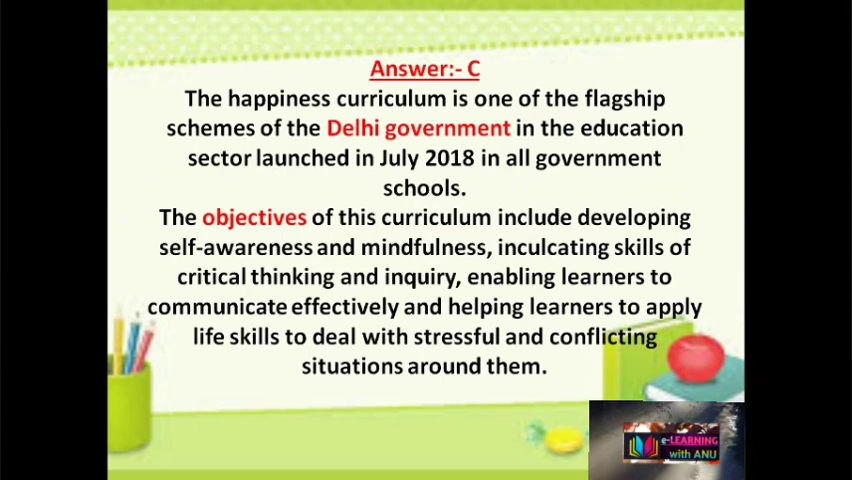 Answer:- C
The happiness curriculum is one of the flagship
schemes of the Delhi government in the education
sector launched in July 2018 in all government
schools.
The objectives of this curriculum include developing
self-awareness and mindfulness, inculcating skills of
critical thinking and inquiry, enabling learners to
communicate effectively and helping learners to apply
life skills to deal with stressful and conflicting
situations around them.
e-LEARNING
with ANU